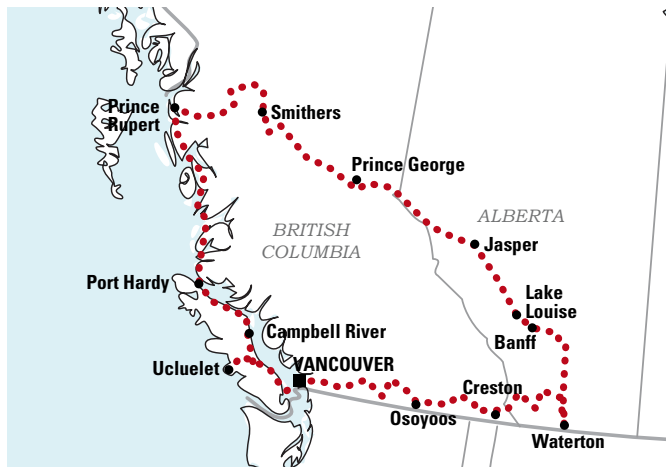 Prince
Rupert
Smithers
Prince George
ALBERTA
BRITISH
COLUMBIA
Jasper
Port Hardy
Lake
Louise
Campbell River
Banff
VANCOUVER
Ucluelet
Creston
Osoyoos
Waterton